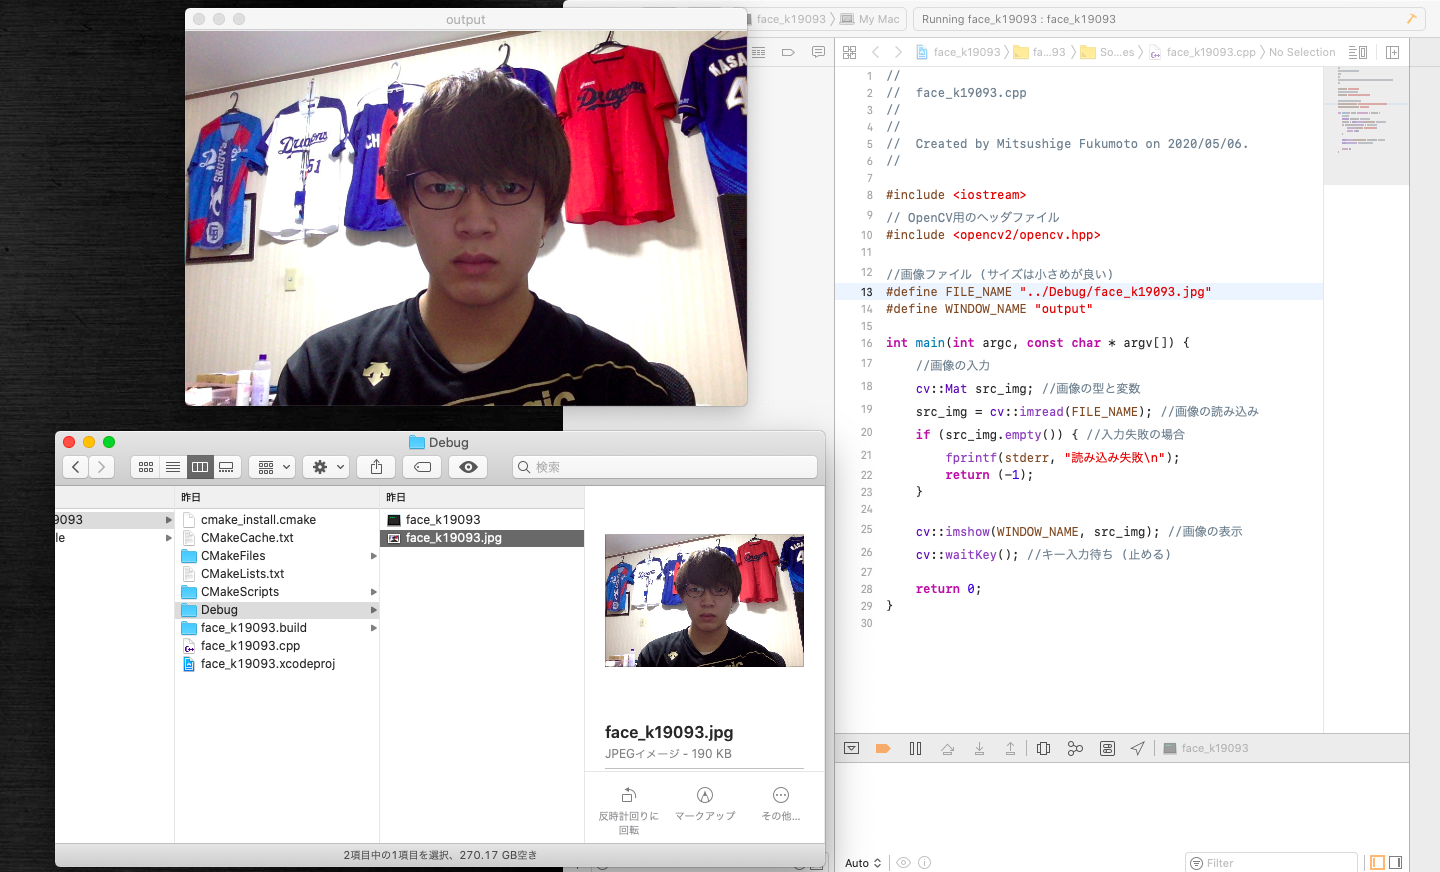 output
face_k19093
My Mac
Running face_k19093 : face_k19093
face_k19093
fa...93
So...es
face_k19093.cpp
No Selection
1 //
2 //  face_k19093.cpp
3 //
4 //
5 //  Created by Mitsushige Fukumoto on 2020/05/06.
6 //
7
8 #include <iostream>
9 // OpenCV用のヘッダファイル
10 #include <opencv2/opencv.hpp>
11
12 //画像ファイル (サイズは小さめが良い)
13 #define FILE_NAME "../Debug/face_k19093.jpg"
14 #define WINDOW_NAME "output"
15
16 int main(int argc, const char * argv[]) {
17     //画像の入力
18     cv::Mat src_img; //画像の型と変数
19     src_img = cv::imread(FILE_NAME); //画像の読み込み
20     if (src_img.empty()) { //入力失敗の場合
21         fprintf(stderr, "読み込み失敗\n");
22         return (-1);
23     }
24
25     cv::imshow(WINDOW_NAME, src_img); //画像の表示
26     cv::waitKey(); //キー入力待ち (止める)
27
28     return 0;
29 }
30
face_k19093
Auto
Filter
Dragons
51
Dragons
4
Debug
検索
昨日
昨日
19093
le
cmake_install.cmake
CMakeCache.txt
CMakeFiles
CMakeLists.txt
CMakeScripts
Debug
face_k19093.build
face_k19093.cpp
face_k19093.xcodeproj
face_k19093
face_k19093.jpg
face_k19093.jpg
JPEGイメージ - 190 KB
反時計回りに
回転
マークアップ
その他...
2項目中の1項目を選択、270.17 GB空き